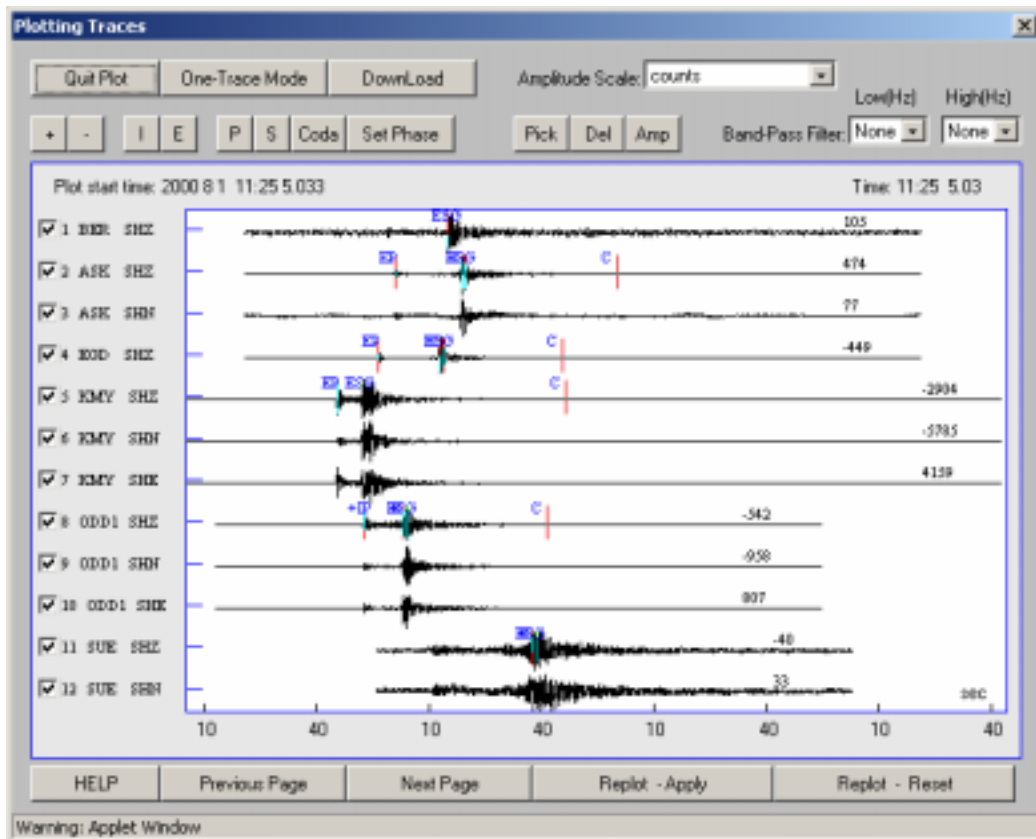 Plotting Traces
Quit Plot One-Trace Mode DownLoad Amplitude Scale: counts
Low(Hz) High(Hz)
+ - I E P S Coda Set Phase Pick Del Amp Band-Pass Filter: None None
Plot start time: 2000 8 1 11:25 5.033 Time: 11:25 5.03
1 BER SHZ ESG 103
2 ASK SHZ C 474
3 ASK SHN 77
4 EGD SHZ C -449
5 KMY SHZ ESG C -2904
6 KMY SHN -5785
7 KMY SHE 4159
8 ODD1 SHZ C -542
9 ODD1 SHN -958
10 ODD1 SHE 807
11 SUE SHZ -40
12 SUE SHN 33
sec
10 40 10 40 10 40 10 40
HELP Previous Page Next Page Replot - Apply Replot - Reset
Warning: Applet Window